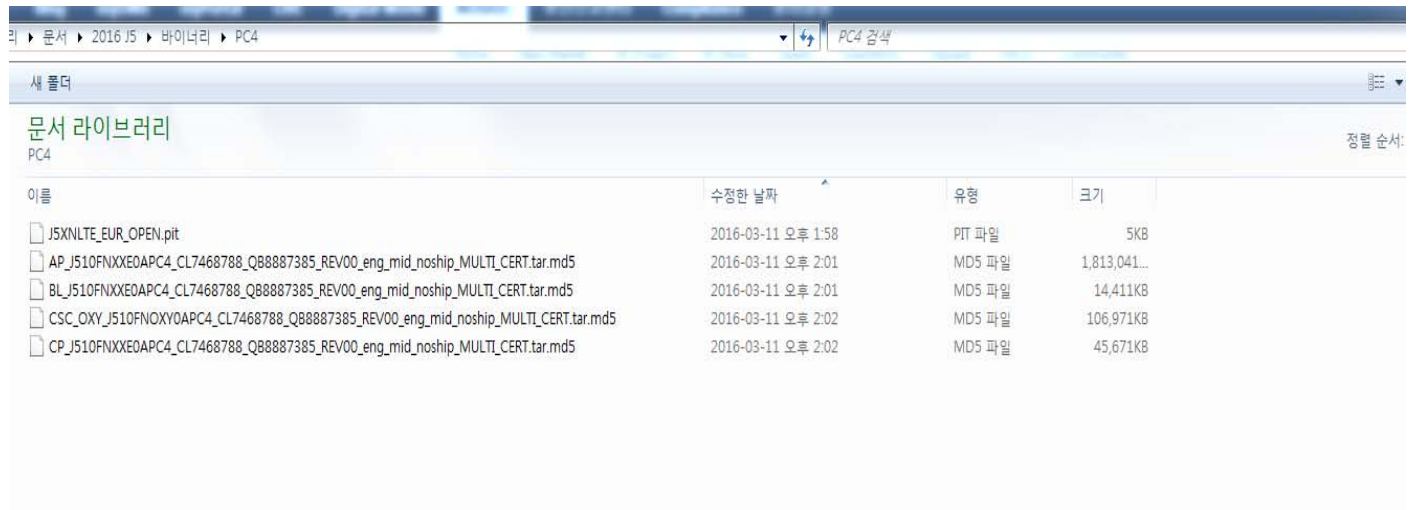 ▸ 문서 ▸ 2016 J5 ▸ 바이너리 ▸ PC4
PC4 검색
새 폴더
문서 라이브러리
PC4
정렬 순서:
이름 수정한 날짜 유형 크기
J5XNLTE_EUR_OPEN.pit 2016-03-11 오후 1:58 PIT 파일 5KB
AP_J510FNXXE0APC4_CL7468788_QB8887385_REV00_eng_mid_noship_MULTI_CERT.tar.md5 2016-03-11 오후 2:01 MD5 파일 1,813,041...
BL_J510FNXXE0APC4_CL7468788_QB8887385_REV00_eng_mid_noship_MULTI_CERT.tar.md5 2016-03-11 오후 2:01 MD5 파일 14,411KB
CSC_OXY_J510FNOXY0APC4_CL7468788_QB8887385_REV00_eng_mid_noship_MULTI_CERT.tar.md5 2016-03-11 오후 2:02 MD5 파일 106,971KB
CP_J510FNXXE0APC4_CL7468788_QB8887385_REV00_eng_mid_noship_MULTI_CERT.tar.md5 2016-03-11 오후 2:02 MD5 파일 45,671KB